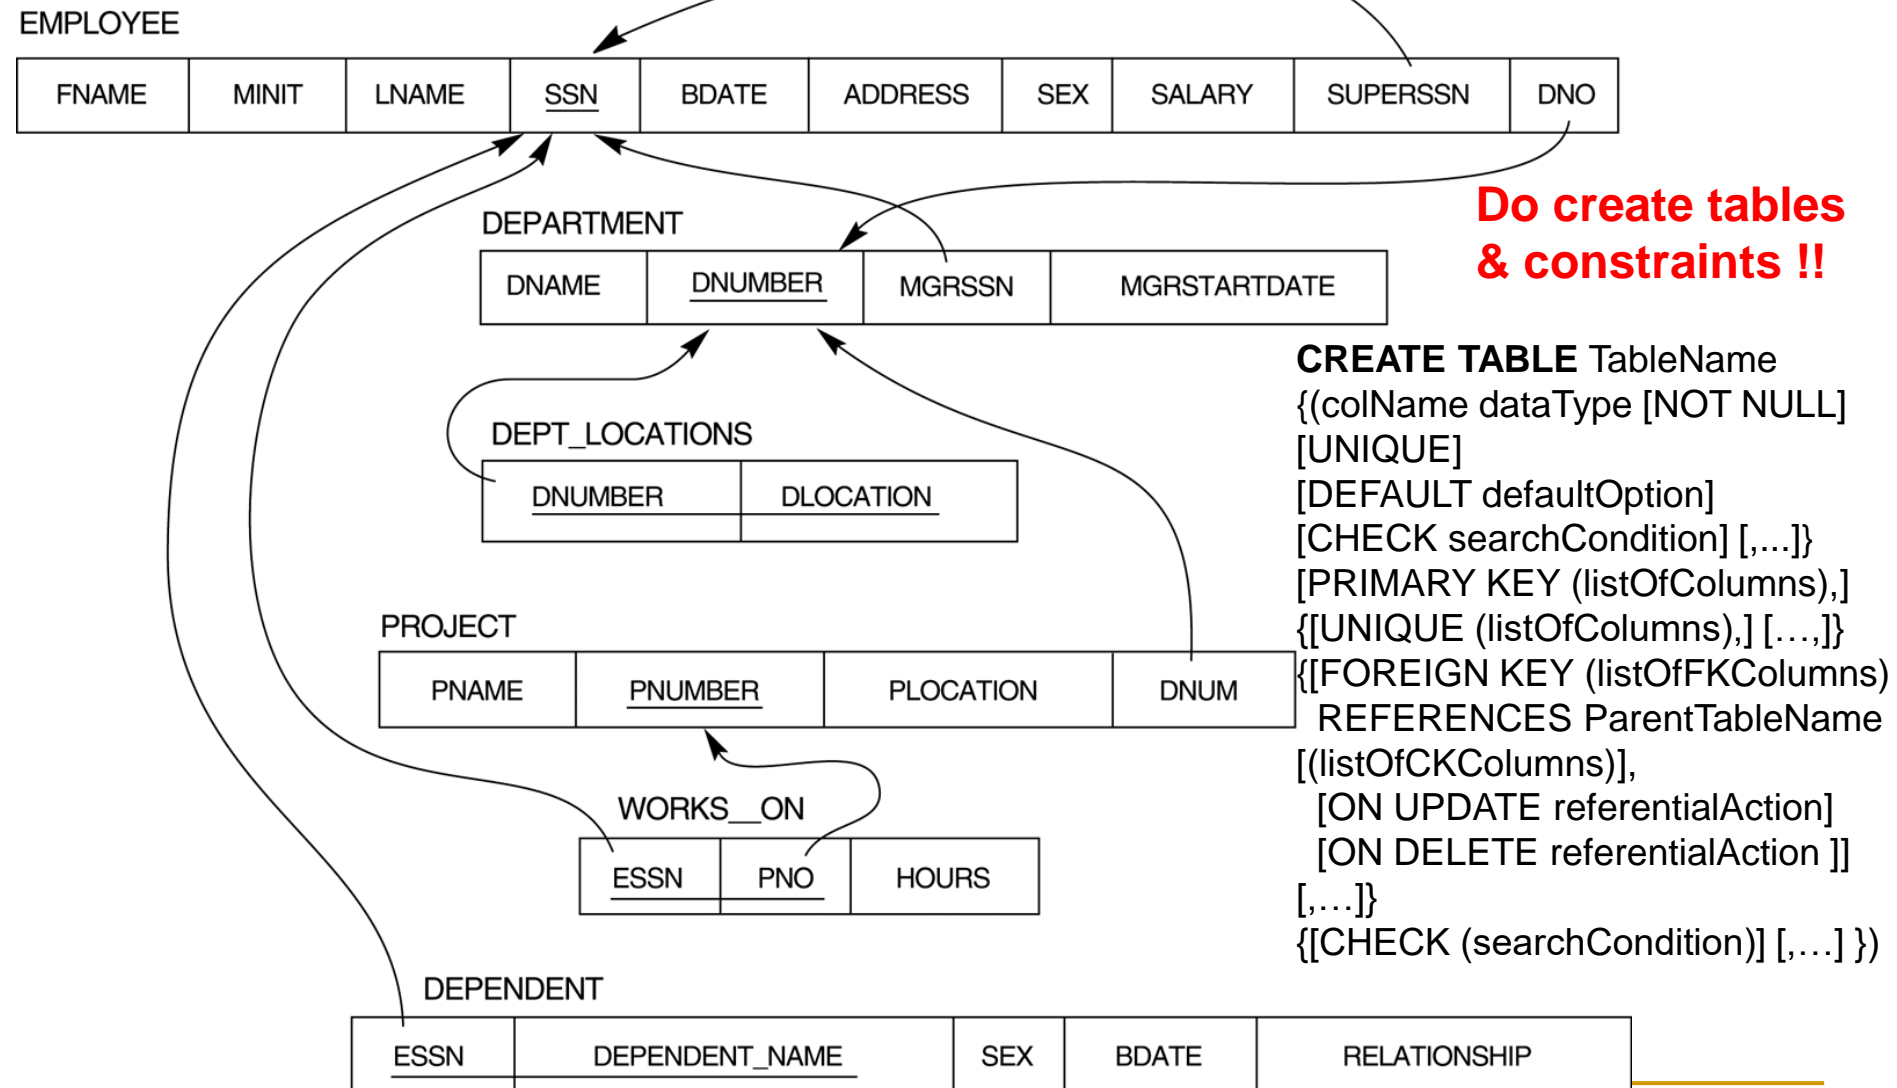 EMPLOYEE
FNAME MINIT LNAME SSN BDATE ADDRESS SEX SALARY SUPERSSN DNO
DEPARTMENT
DNAME DNUMBER MGRSSN MGRSTARTDATE
DEPT_LOCATIONS
DNUMBER DLOCATION
PROJECT
PNAME PNUMBER PLOCATION DNUM
WORKS__ON
ESSN PNO HOURS
DEPENDENT
ESSN DEPENDENT_NAME SEX BDATE RELATIONSHIP
Do create tables
& constraints !!
CREATE TABLE TableName
{(colName dataType [NOT NULL]
[UNIQUE]
[DEFAULT defaultOption]
[CHECK searchCondition] [,...]}
[PRIMARY KEY (listOfColumns),]
{[UNIQUE (listOfColumns),] […,]}
{[FOREIGN KEY (listOfFKColumns)
REFERENCES ParentTableName
[(listOfCKColumns)],
[ON UPDATE referentialAction]
[ON DELETE referentialAction ]]
[,…]}
{[CHECK (searchCondition)] [,…] })